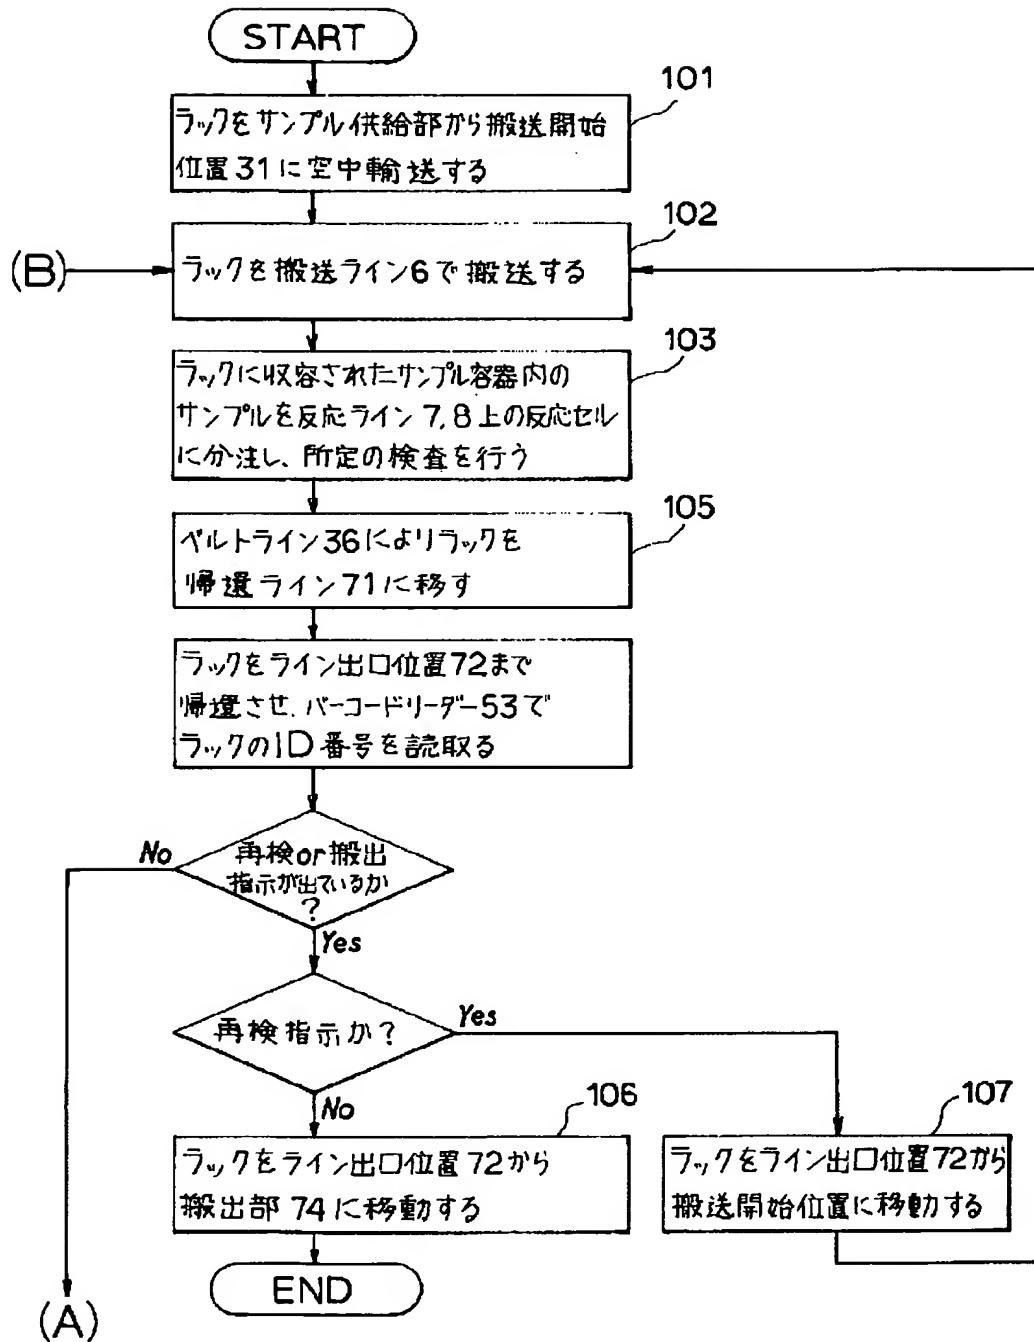 START
101
ラックをサンプル供給部から搬送開始
位置31に空中輸送する
102
(B)
ラックを搬送ライン6で搬送する
103
ラックに収容されたサンプル容器内の
サンプルを反応ライン7,8上の反応セル
に分注し、所定の検査を行う
105
ベルトライン36によりラックを
帰還ライン71に移す
ラックをライン出口位置72まで
帰還させ、バーコードリーダー53で
ラックのID番号を読取る
No
再検or搬出
指示が出ているか
?
Yes
再検指示か?
Yes
No
106
ラックをライン出口位置72から
搬出部74に移動する
107
ラックをライン出口位置72から
搬送開始位置に移動する
END
(A)